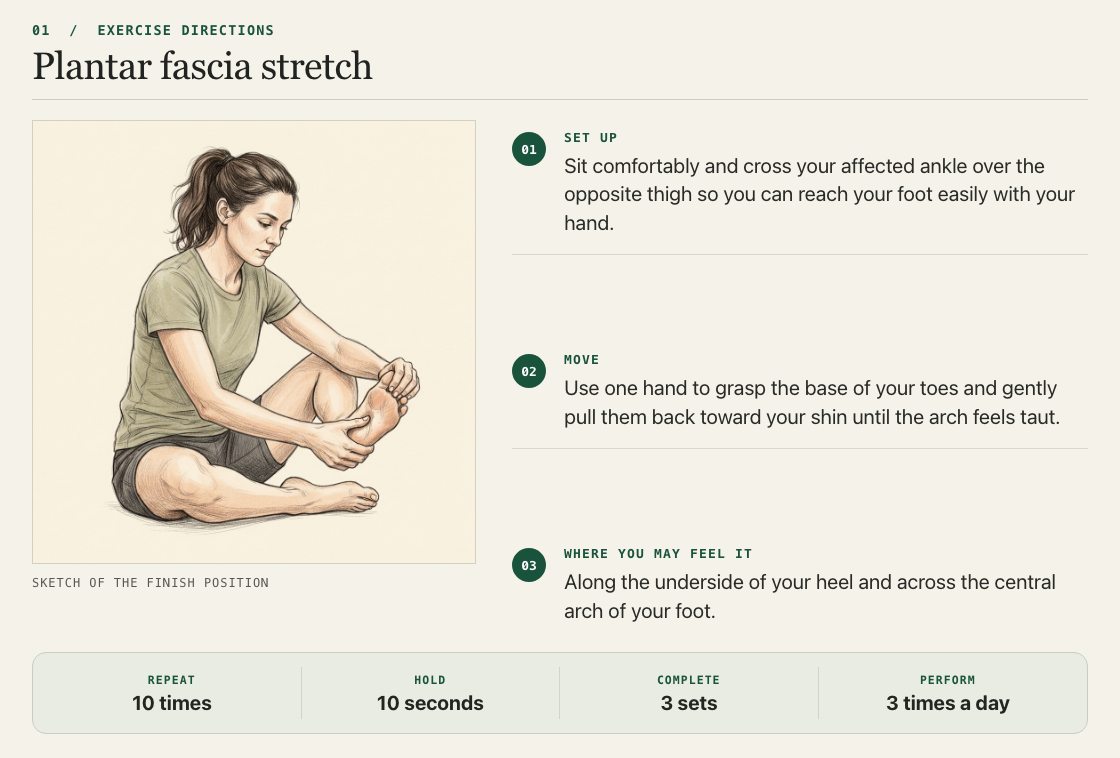 01 / EXERCISE DIRECTIONS
Plantar fascia stretch
SKETCH OF THE FINISH POSITION
01
SET UP
Sit comfortably and cross your affected ankle over the
opposite thigh so you can reach your foot easily with your
hand.
02
MOVE
Use one hand to grasp the base of your toes and gently
pull them back toward your shin until the arch feels taut.
03
WHERE YOU MAY FEEL IT
Along the underside of your heel and across the central
arch of your foot.
REPEAT
10 times
HOLD
10 seconds
COMPLETE
3 sets
PERFORM
3 times a day